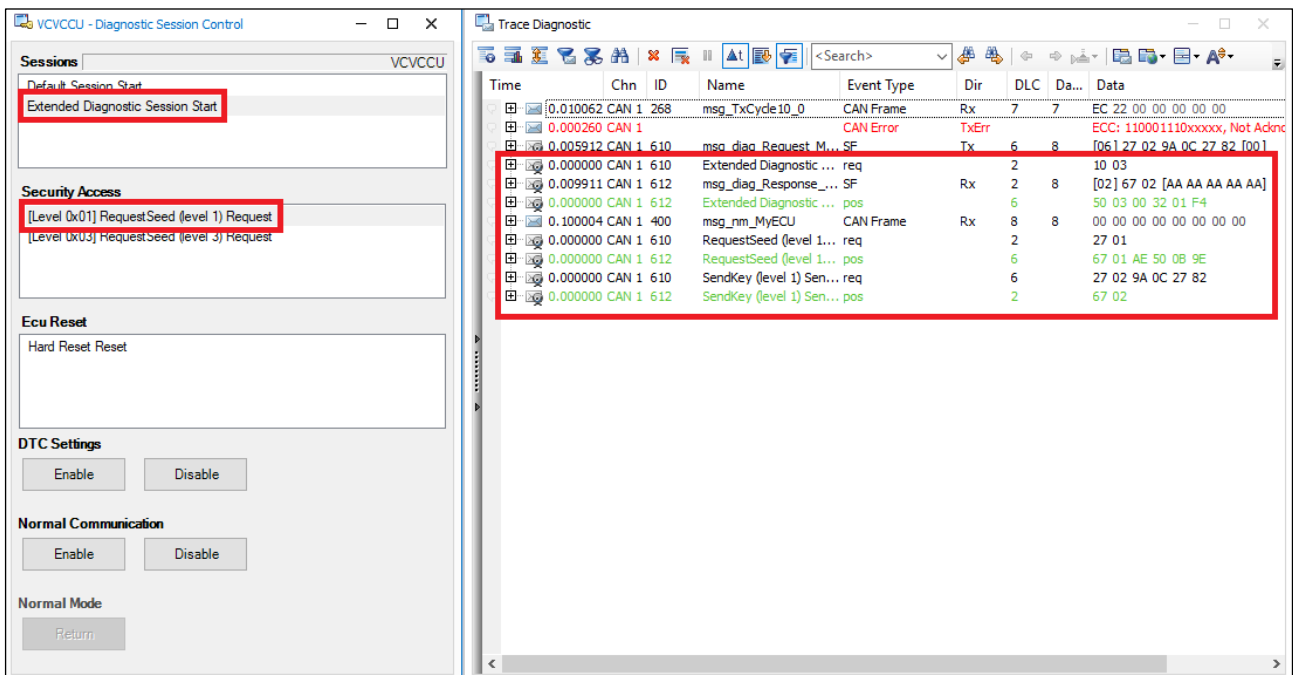 VCVCCU - Diagnostic Session Control
Sessions VCVCCU
Default Session Start
Extended Diagnostic Session Start
Security Access
[Level 0x01] RequestSeed (level 1) Request
[Level 0x03] RequestSeed (level 3) Request
Ecu Reset
Hard Reset Reset
DTC Settings
Enable Disable
Normal Communication
Enable Disable
Normal Mode
Return
Trace Diagnostic
Δt <Search>
Time Chn ID Name Event Type Dir DLC Da... Data
0.010062 CAN 1 268 msg_TxCycle10_0 CAN Frame Rx 7 7 EC 22 00 00 00 00 00
0.000260 CAN 1 CAN Error TxErr ECC: 110001110xxxxx, Not Ackno
0.005912 CAN 1 610 msg_diag_Request_M... SF Tx 6 8 [06] 27 02 9A 0C 27 82 [00]
0.000000 CAN 1 610 Extended Diagnostic ... req 2 10 03
0.009911 CAN 1 612 msg_diag_Response_... SF Rx 2 8 [02] 67 02 [AA AA AA AA AA]
0.000000 CAN 1 612 Extended Diagnostic ... pos 6 50 03 00 32 01 F4
0.100004 CAN 1 400 msg_nm_MyECU CAN Frame Rx 8 8 00 00 00 00 00 00 00 00
0.000000 CAN 1 610 RequestSeed (level 1... req 2 27 01
0.000000 CAN 1 612 RequestSeed (level 1... pos 6 67 01 AE 50 0B 9E
0.000000 CAN 1 610 SendKey (level 1) Sen... req 6 27 02 9A 0C 27 82
0.000000 CAN 1 612 SendKey (level 1) Sen... pos 2 67 02